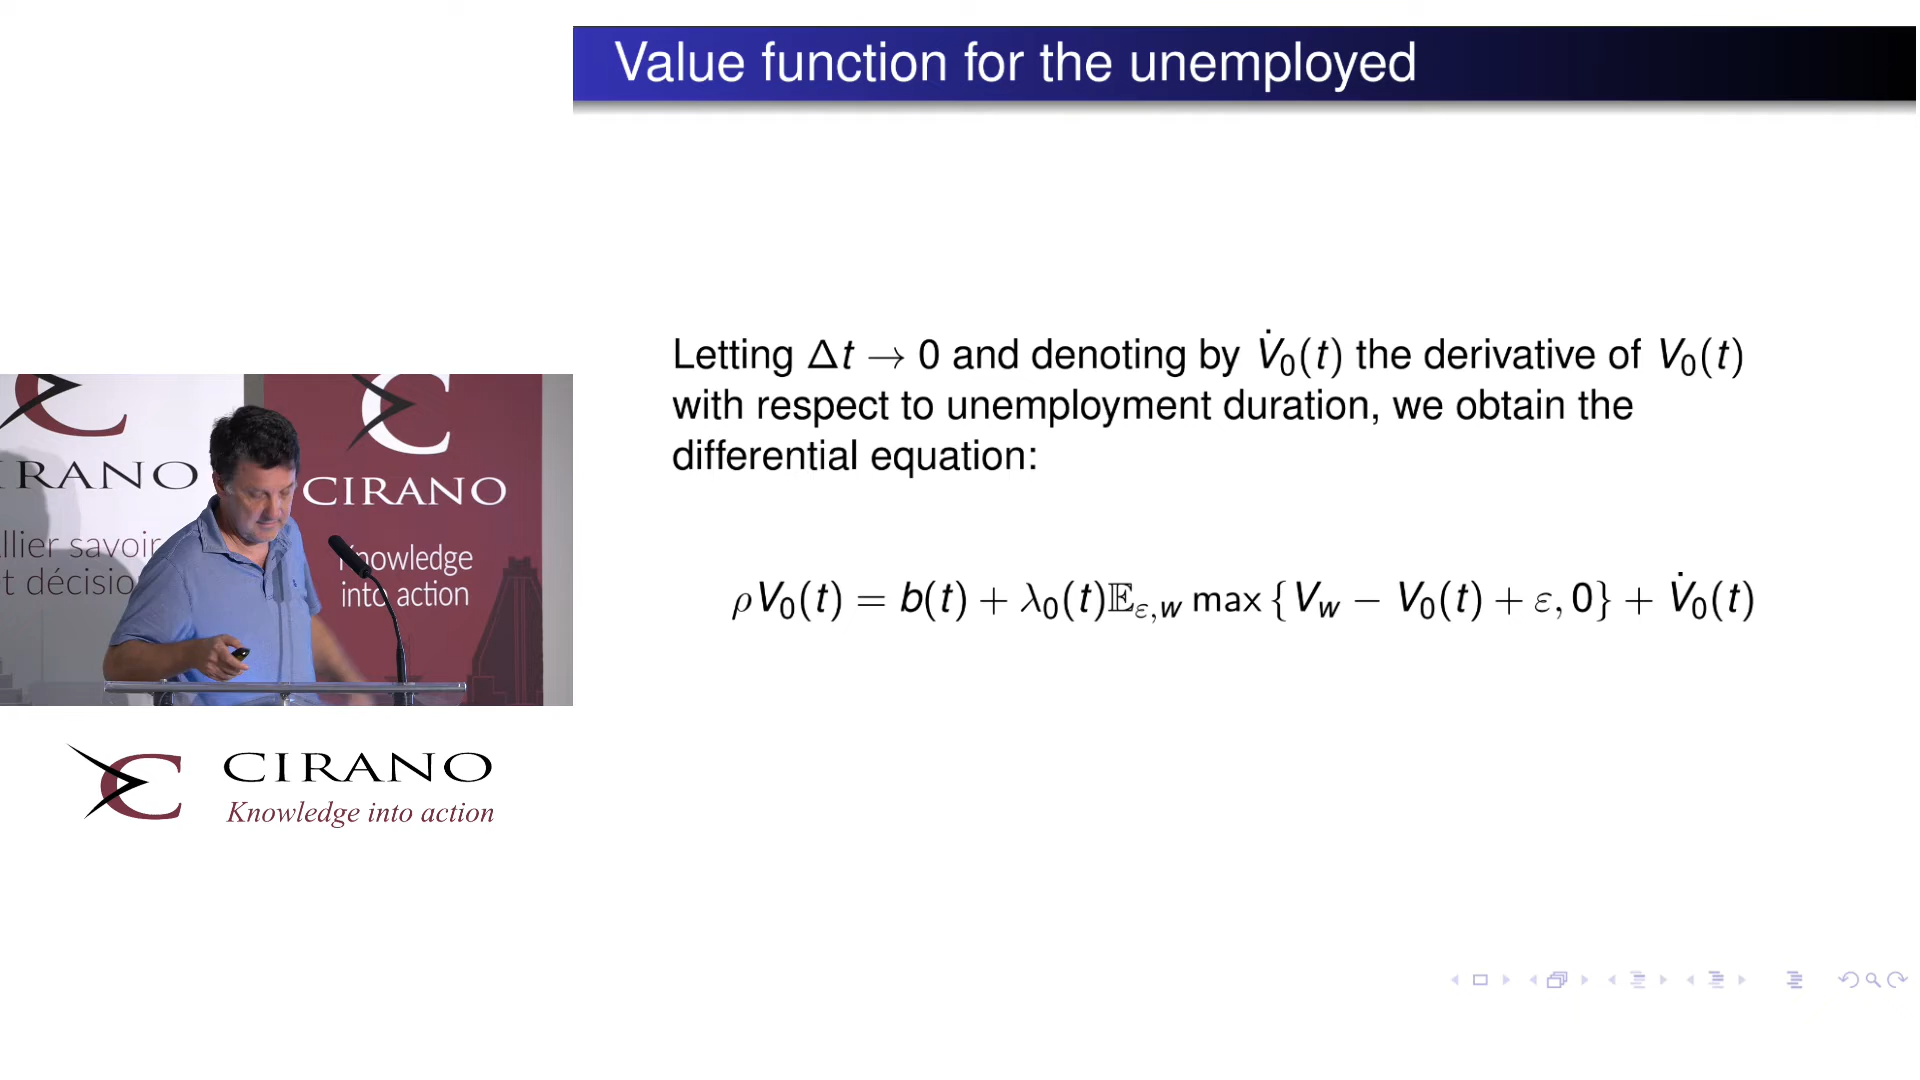 Value function for the unemployed
Letting Δt → 0 and denoting by V̇₀(t) the derivative of V₀(t)
with respect to unemployment duration, we obtain the
differential equation:
ρV₀(t) = b(t) + λ₀(t)𝔼_{ε,w} max {V_w − V₀(t) + ε, 0} + V̇₀(t)
IRANO
llier savoir
t décisio
CIRANO
Knowledge
into action
CIRANO
Knowledge into action